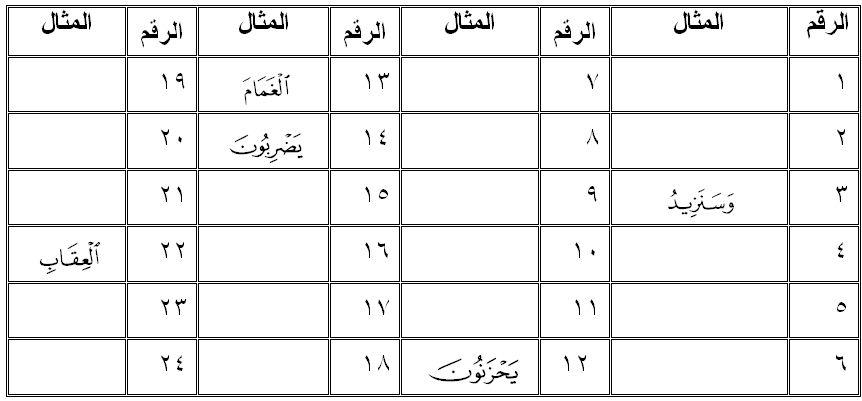 الرقم المثال الرقم المثال الرقم المثال الرقم المثال
١ ٧ ١٣ ٱلْغَمَامَ ١٩
٢ ٨ ١٤ يَضْرِبُونَ ٢٠
٣ وَسَنَزِيدُ ٩ ١٥ ٢١
٤ ١٠ ١٦ ٢٢ ٱلْعِقَابِ
٥ ١١ ١٧ ٢٣
٦ ١٢ يَحْزَنُونَ ١٨ ٢٤